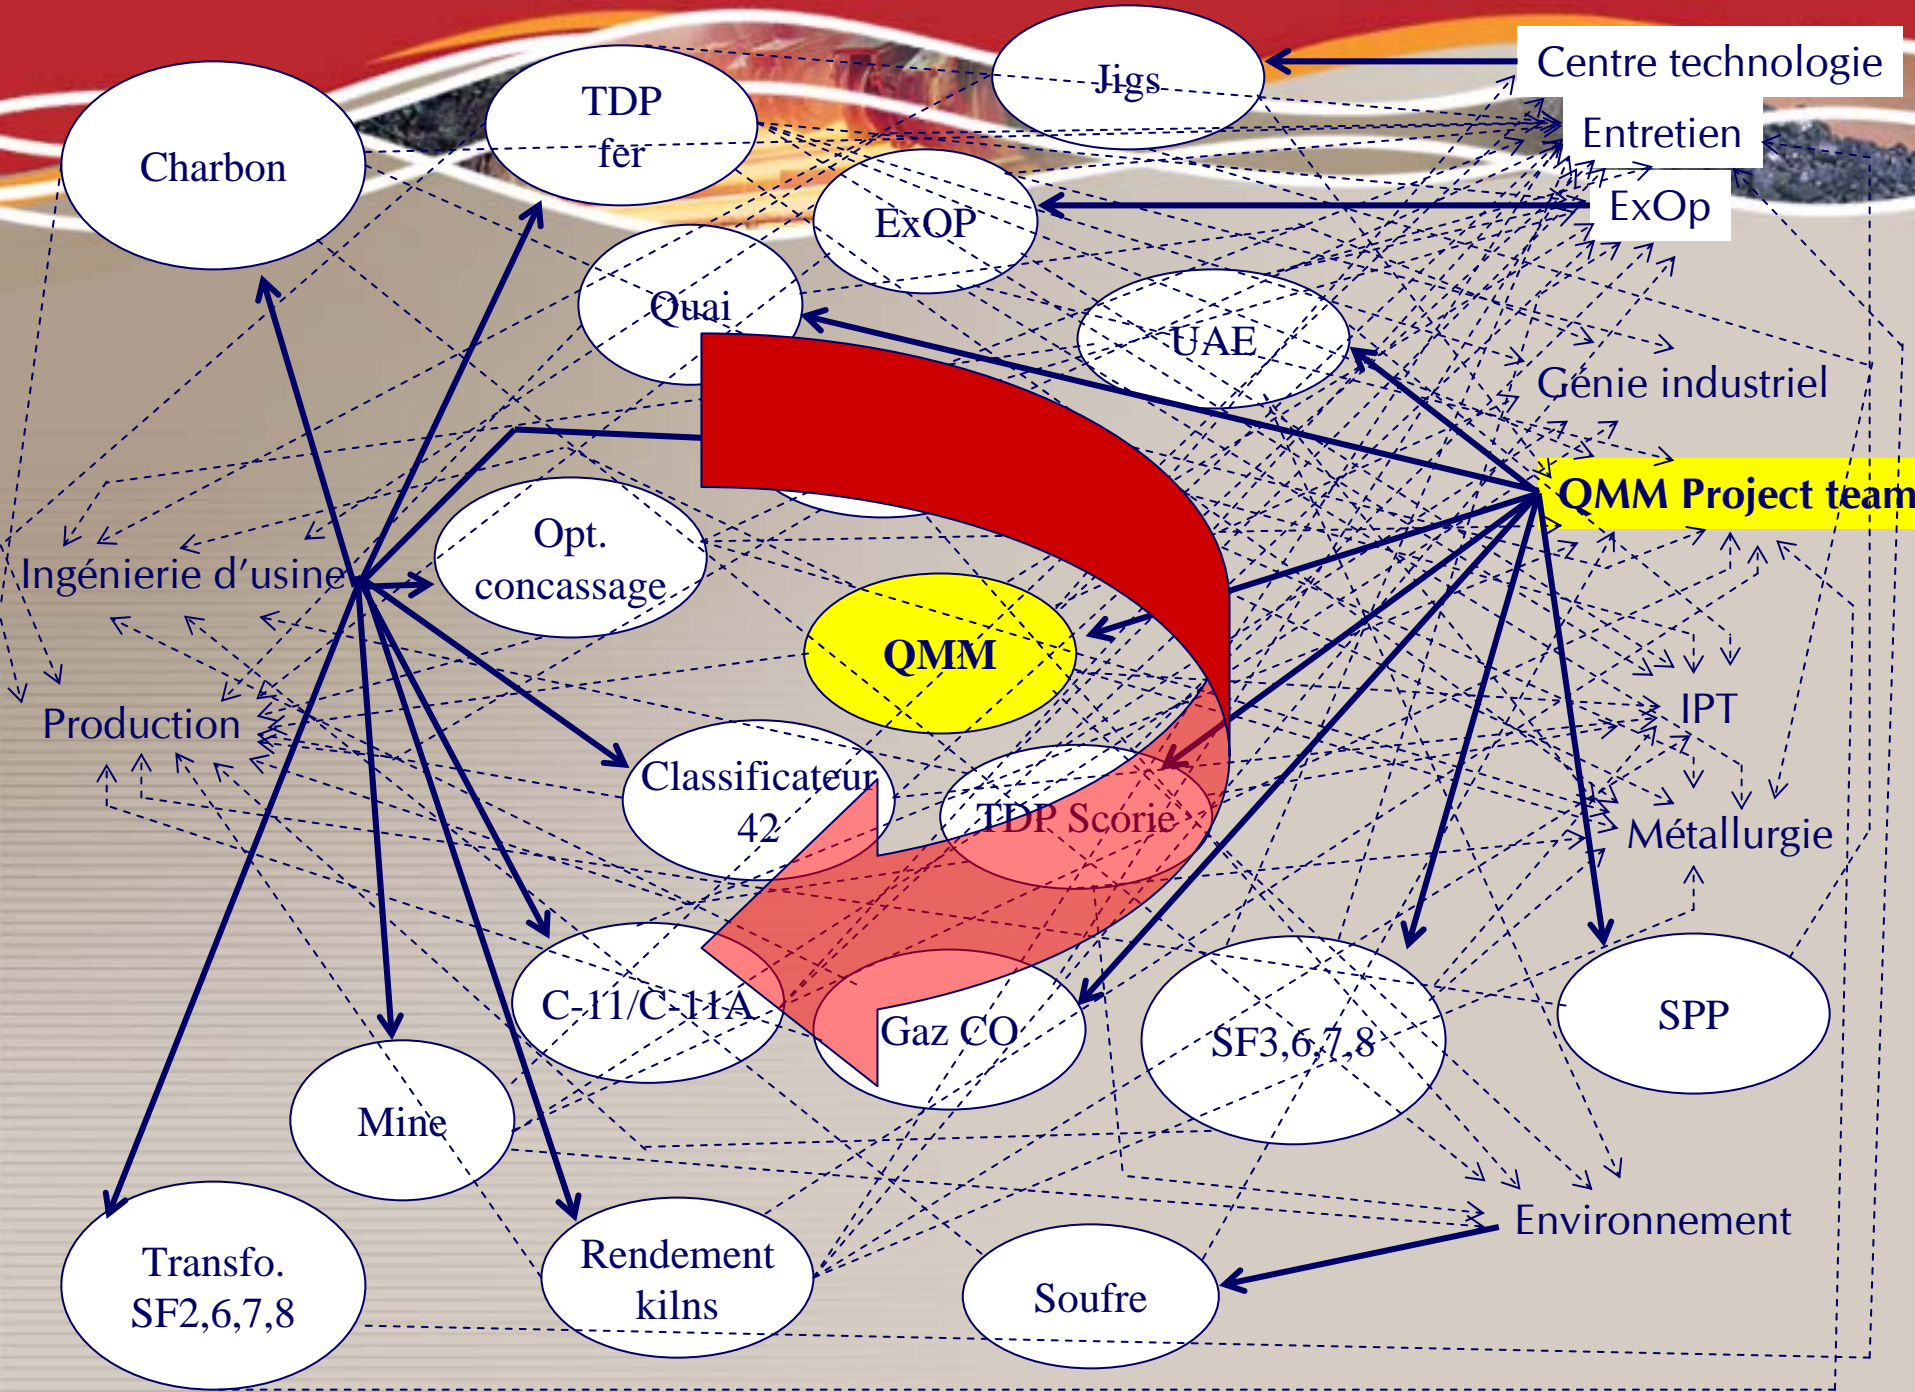 Jigs
Centre technologie
TDP
fer
Entretien
Charbon
ExOp
ExOP
Quai
UAE
Génie industriel
QMM Project team
Opt.
concassage
Ingénierie d'usine
QMM
IPT
Production
Classificateur
42
TDP Scorie
Métallurgie
C-11/C-11A
Gaz CO
SF3,6,7,8
SPP
Mine
Environnement
Transfo.
SF2,6,7,8
Rendement
kilns
Soufre